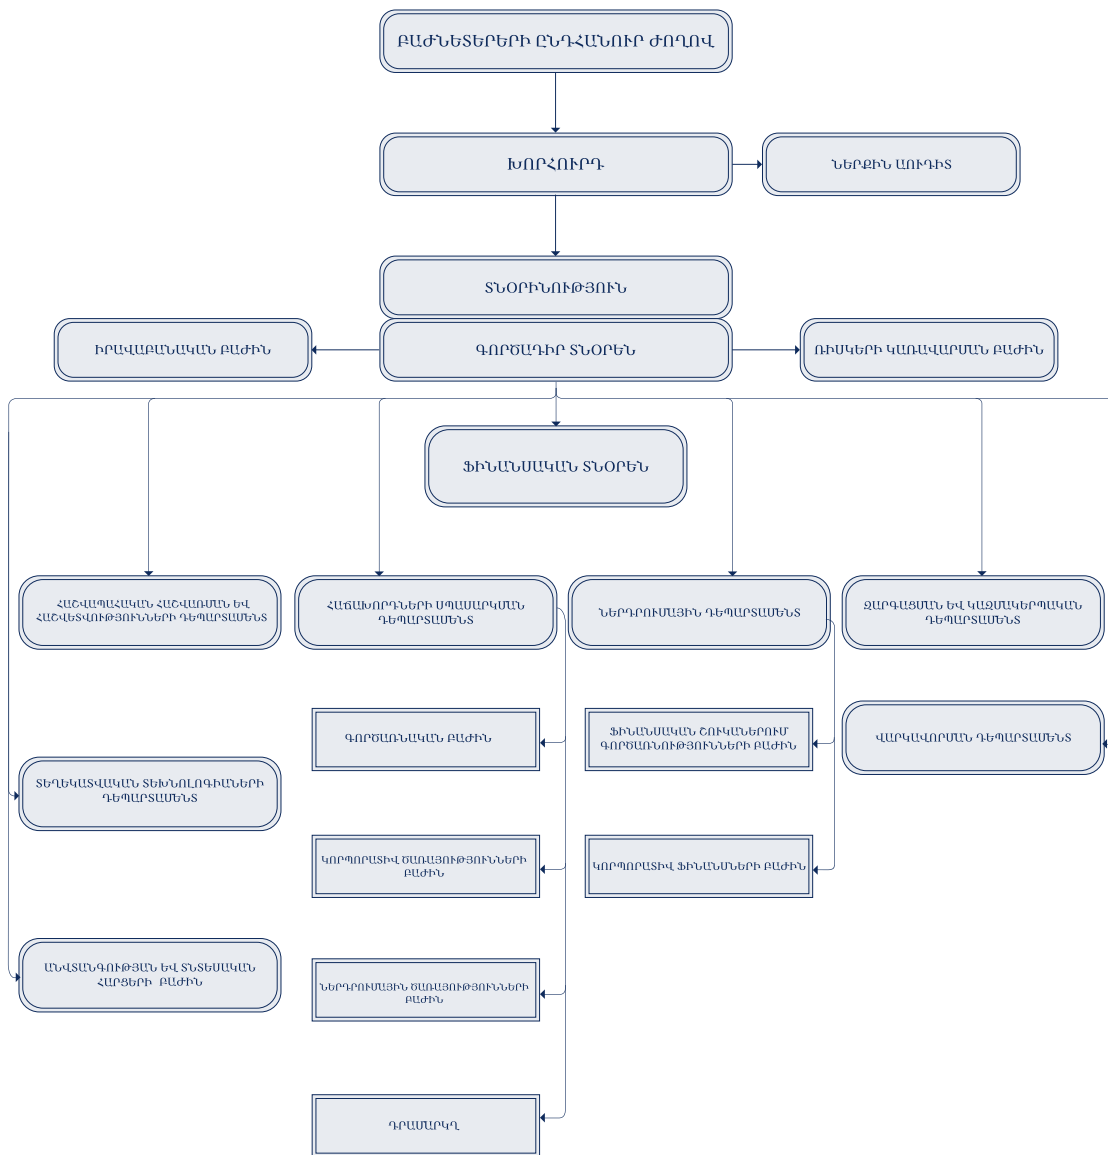 ԲԱԺՆԵՏԵՐԵՐԻ ԸՆԴՀԱՆՈՒՐ ԺՈՂՈՎ
ԽՈՐՀՈՒՐԴ
ՆԵՐՔԻՆ ԱՈՒԴԻՏ
ՏՆՕՐԻՆՈՒԹՅՈՒՆ
ԻՐԱՎԱԲԱՆԱԿԱՆ ԲԱԺԻՆ
ԳՈՐԾԱԴԻՐ ՏՆՕՐԵՆ
ՌԻՍԿԵՐԻ ԿԱՌԱՎԱՐՄԱՆ ԲԱԺԻՆ
ՖԻՆԱՆՍԱԿԱՆ ՏՆՕՐԵՆ
ՀԱՇՎԱՊԱՀԱԿԱՆ ՀԱՇՎԱՌՄԱՆ ԵՎ
ՀԱՇՎԵՏՎՈՒԹՅՈՒՆՆԵՐԻ ԴԵՊԱՐՏԱՄԵՆՏ
ՀԱՃԱԽՈՐԴՆԵՐԻ ՍՊԱՍԱՐԿՄԱՆ
ԴԵՊԱՐՏԱՄԵՆՏ
ՆԵՐԴՐՈՒՄԱՅԻՆ ԴԵՊԱՐՏԱՄԵՆՏ
ԶԱՐԳԱՑՄԱՆ ԵՎ ԿԱԶՄԱԿԵՐՊԱԿԱՆ
ԴԵՊԱՐՏԱՄԵՆՏ
ԳՈՐԾԱՌՆԱԿԱՆ ԲԱԺԻՆ
ՖԻՆԱՆՍԱԿԱՆ ՇՈՒԿԱՆԵՐՈՒՄ
ԳՈՐԾԱՌՆՈՒԹՅՈՒՆՆԵՐԻ ԲԱԺԻՆ
ՎԱՐԿԱՎՈՐՄԱՆ ԴԵՊԱՐՏԱՄԵՆՏ
ՏԵՂԵԿԱՏՎԱԿԱՆ ՏԵԽՆՈԼՈԳԻԱՆԵՐԻ
ԴԵՊԱՐՏԱՄԵՆՏ
ԿՈՐՊՈՐԱՏԻՎ ԾԱՌԱՅՈՒԹՅՈՒՆՆԵՐԻ
ԲԱԺԻՆ
ԿՈՐՊՈՐԱՏԻՎ ՖԻՆԱՆՍՆԵՐԻ ԲԱԺԻՆ
ԱՆՎՏԱՆԳՈՒԹՅԱՆ ԵՎ ՏՆՏԵՍԱԿԱՆ
ՀԱՐՑԵՐԻ ԲԱԺԻՆ
ՆԵՐԴՐՈՒՄԱՅԻՆ ԾԱՌԱՅՈՒԹՅՈՒՆՆԵՐԻ
ԲԱԺԻՆ
ԴՐԱՄԱՐԿՂ